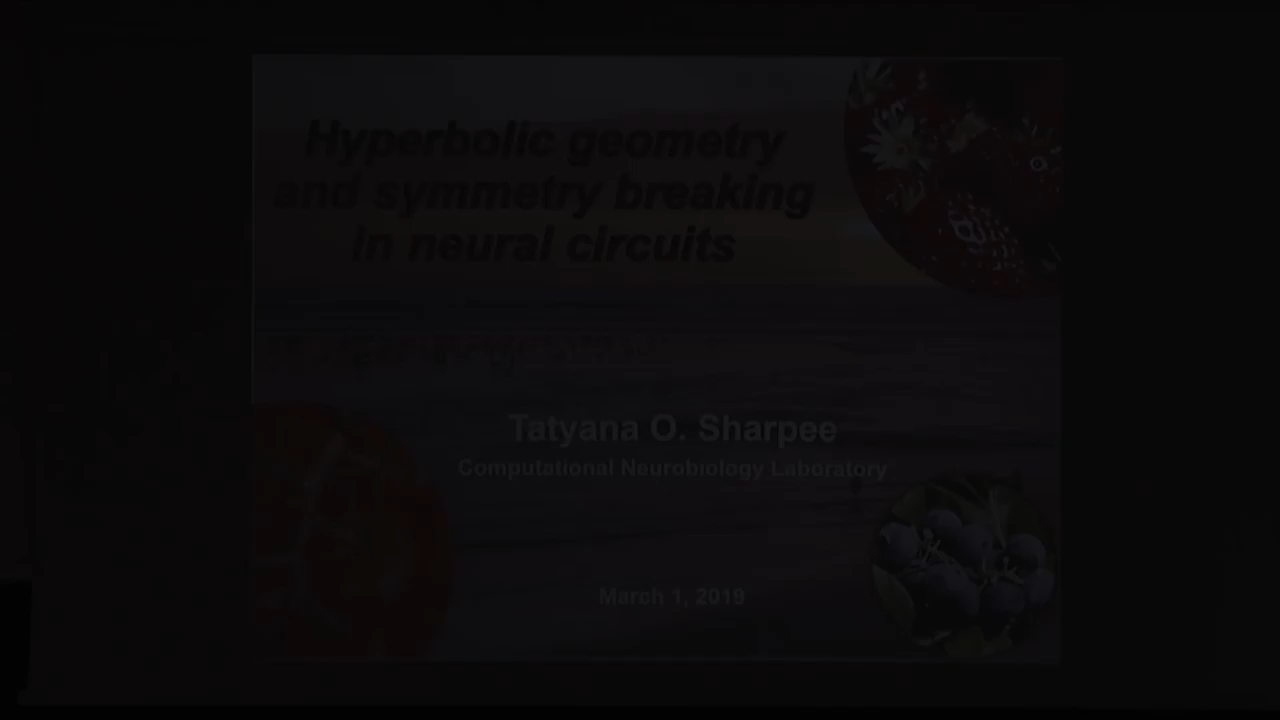 Hyperbolic geometry
and symmetry breaking
in neural circuits
Tatyana O. Sharpee
Computational Neurobiology Laboratory
March 1, 2019